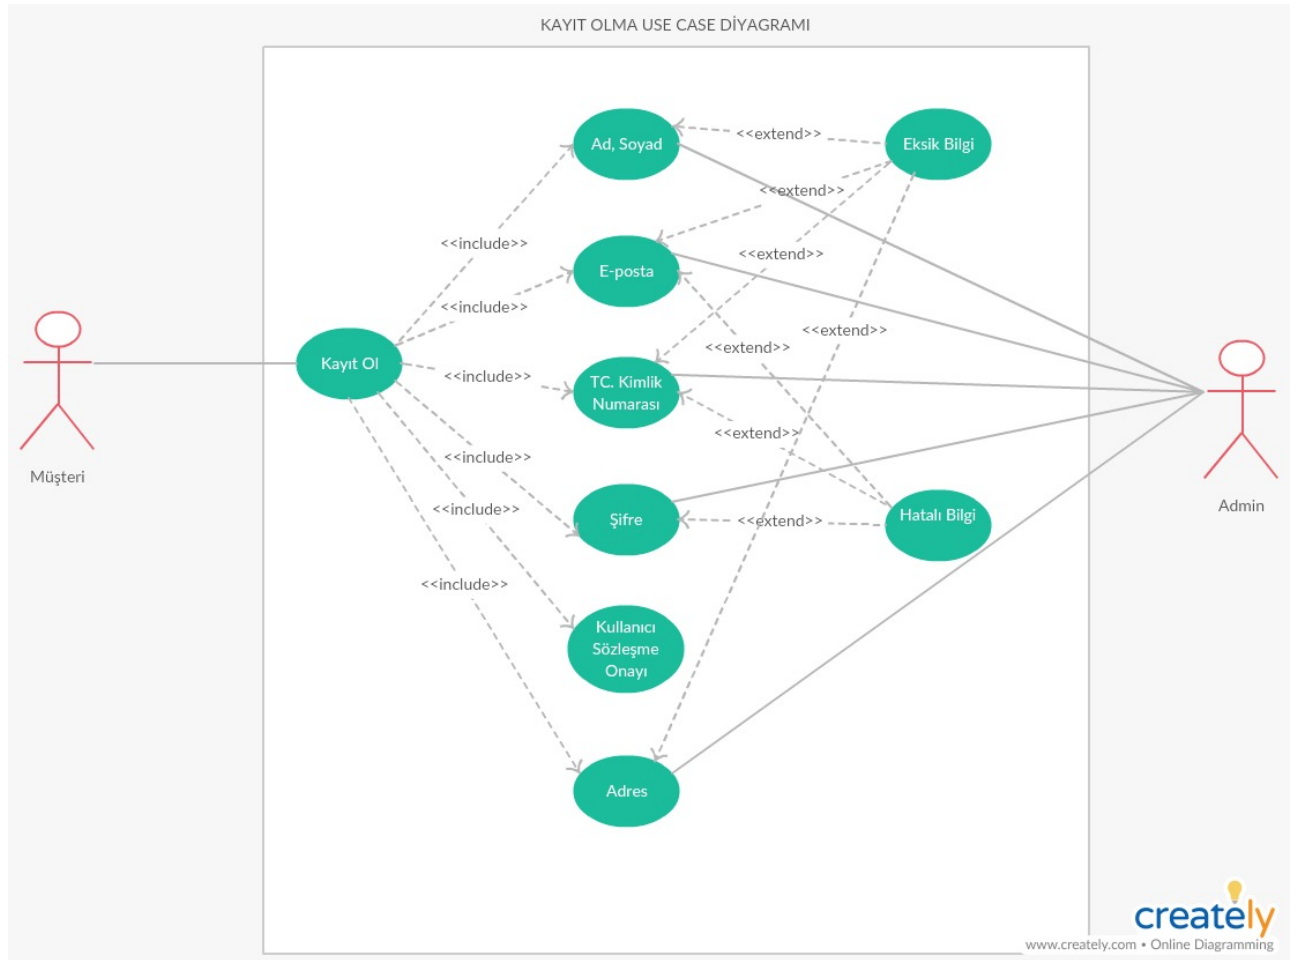 KAYIT OLMA USE CASE DİYAGRAMI
Ad, Soyad
<<extend>>
Eksik Bilgi
<<extend>>
<<include>>
<<extend>>
E-posta
<<include>>
<<extend>>
<<extend>>
Kayıt Ol
<<include>>
TC. Kimlik
Numarası
<<extend>>
<<include>>
Müşteri
Admin
<<include>>
Şifre
<<extend>>
Hatalı Bilgi
<<include>>
Kullanıcı
Sözleşme
Onayı
Adres
creately
www.creately.com • Online Diagramming